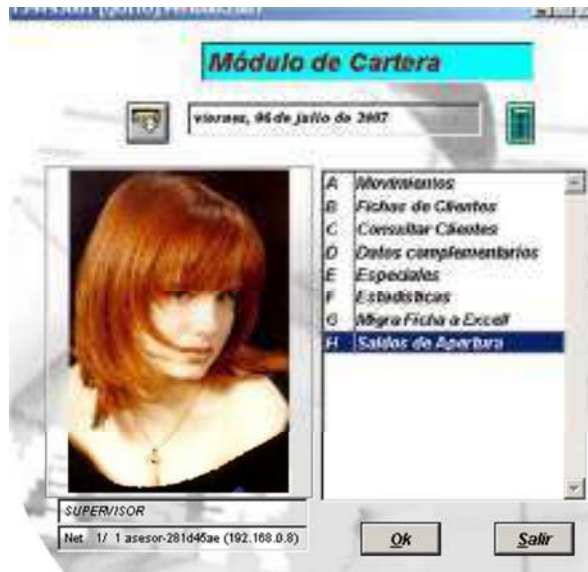 Módulo de Cartera
viernes, 06 de julio de 2007
A Movimientos
B Fichas de Clientes
C Consultar Clientes
D Datos complementarios
E Especiales
F Estadísticas
G Migra Ficha a Excell
H Saldos de Apertura
SUPERVISOR
Net 1/ 1 asesor-281d45ae (192.168.0.8)
Ok
Salir